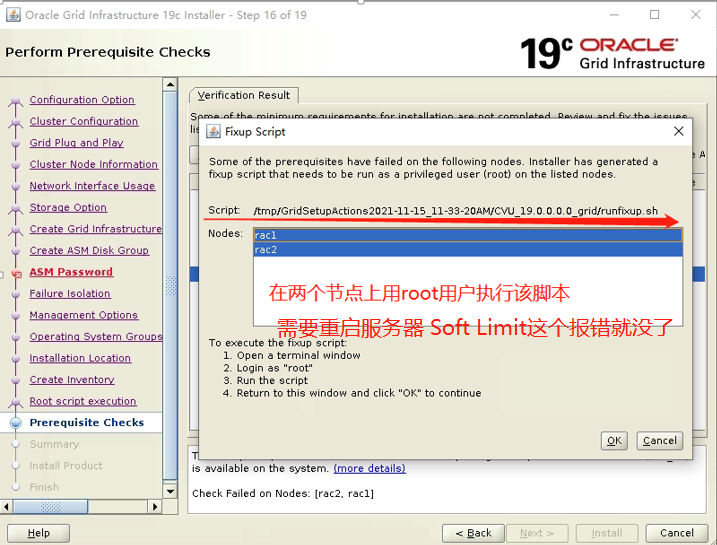 Oracle Grid Infrastructure 19c Installer - Step 16 of 19
Perform Prerequisite Checks
19c ORACLE
Grid Infrastructure
Configuration Option
Cluster Configuration
Grid Plug and Play
Cluster Node Information
Network Interface Usage
Storage Option
Create Grid Infrastructure
Create ASM Disk Group
ASM Password
Failure Isolation
Management Options
Operating System Groups
Installation Location
Create Inventory
Root script execution
Prerequisite Checks
Summary
Install Product
Finish
Verification Result
Some of the minimum requirements for installation are not completed. Review and fix the issues
Fixup Script
Some of the prerequisites have failed on the following nodes. Installer has generated a
fixup script that needs to be run as a privileged user (root) on the listed nodes.
Script: /tmp/GridSetupActions2021-11-15_11-33-20AM/CVU_19.0.0.0.0_grid/runfixup.sh
Nodes: rac1
rac2
在两个节点上用root用户执行该脚本
需要重启服务器 Soft Limit这个报错就没了
To execute the fixup script:
1. Open a terminal window
2. Login as "root"
3. Run the script
4. Return to this window and click "OK" to continue
OK Cancel
is available on the system. (more details)
Check Failed on Nodes: [rac2, rac1]
Help < Back Next > Install Cancel